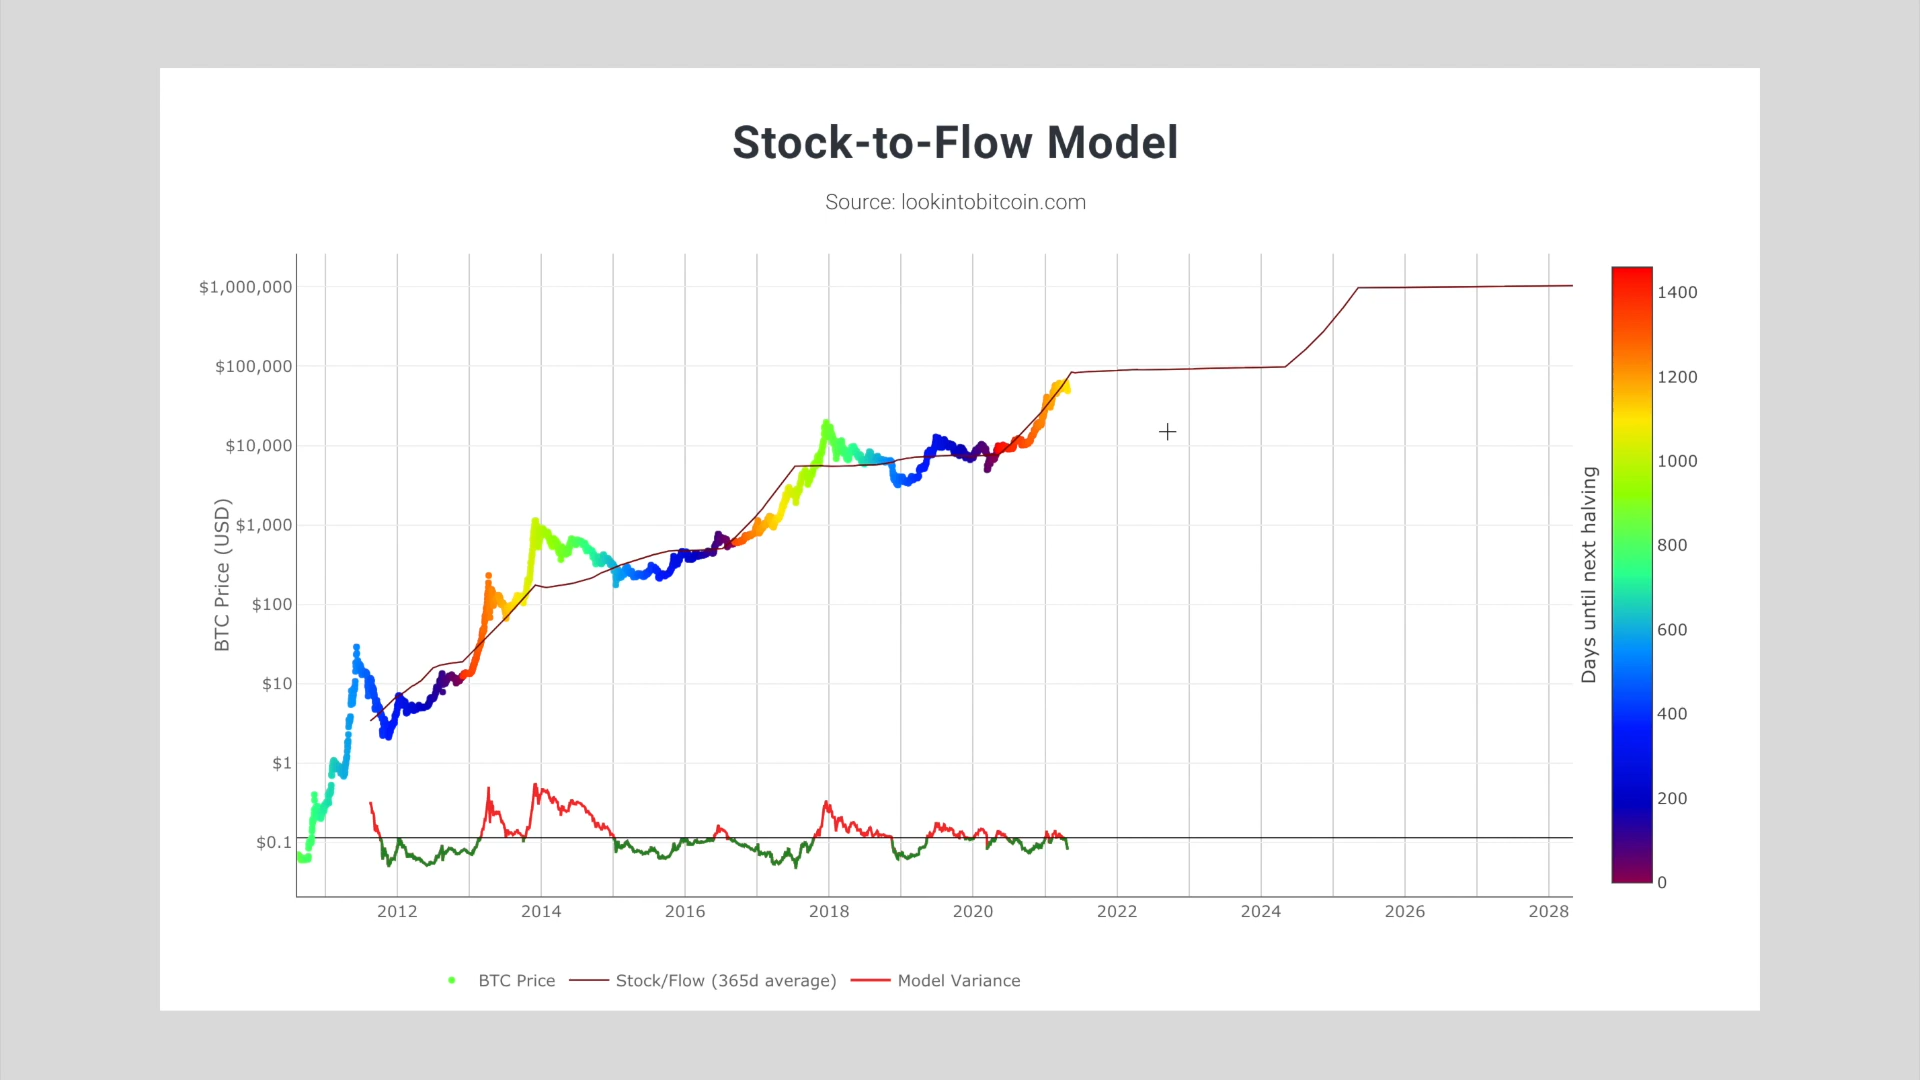 Stock-to-Flow Model
Source: lookintobitcoin.com
$1,000,000
$100,000
$10,000
$1,000
$100
$10
$1
$0.1
BTC Price (USD)
2012 2014 2016 2018 2020 2022 2024 2026 2028
Days until next halving
1400
1200
1000
800
600
400
200
0
BTC Price Stock/Flow (365d average) Model Variance